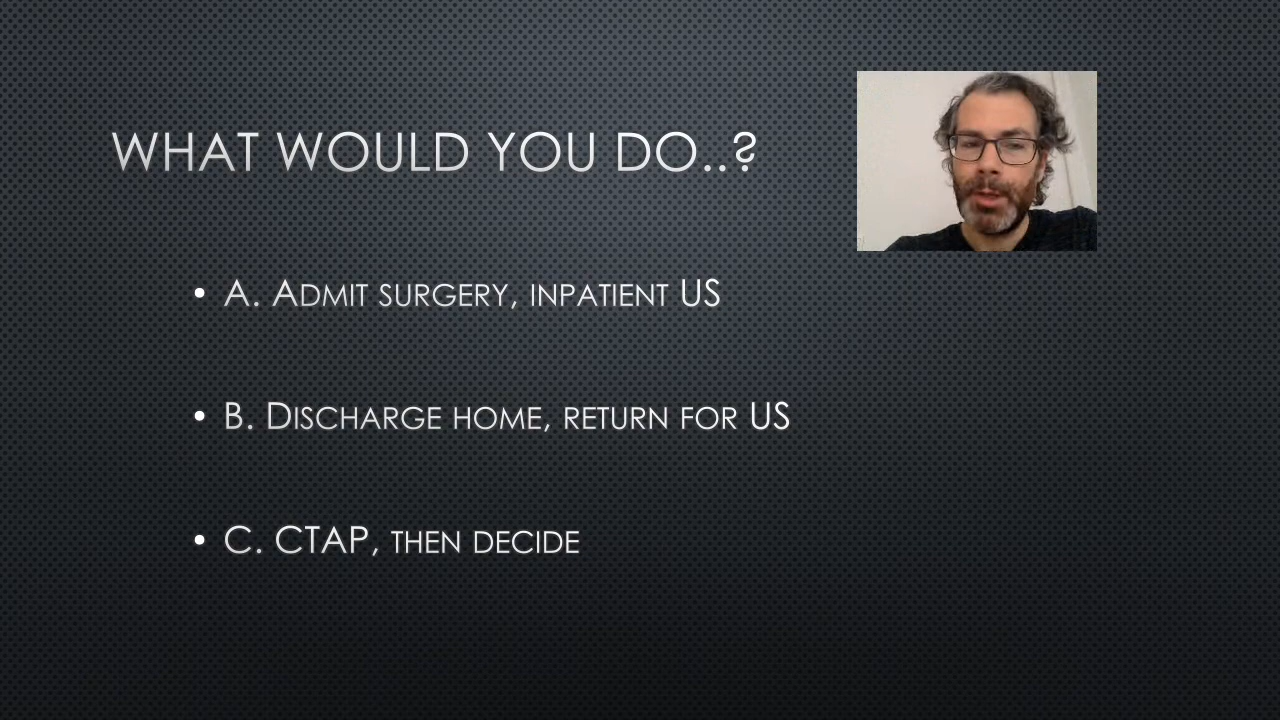 WHAT WOULD YOU DO..?
• A. ADMIT SURGERY, INPATIENT US
• B. DISCHARGE HOME, RETURN FOR US
• C. CTAP, THEN DECIDE